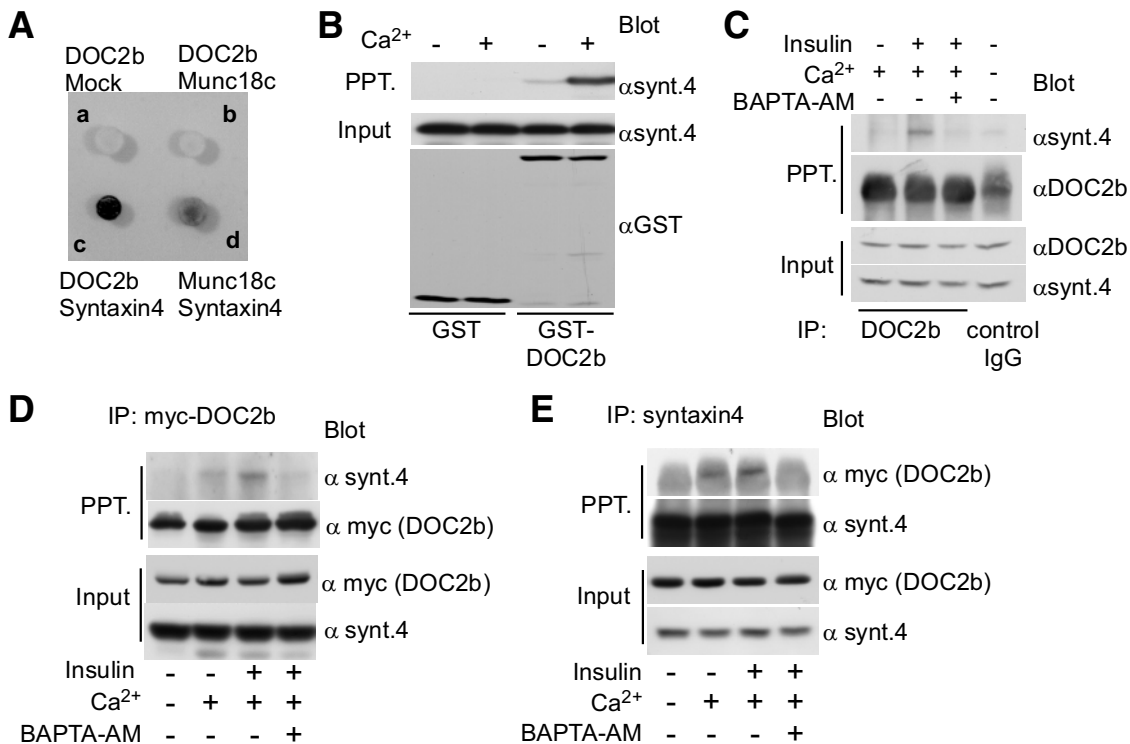 A
DOC2b
Mock
DOC2b
Munc18c
a
b
c
d
DOC2b
Syntaxin4
Munc18c
Syntaxin4
B
Ca²⁺ - + - + Blot
PPT. αsynt.4
Input αsynt.4
αGST
GST
GST-
DOC2b
C
Insulin - + + -
Ca²⁺ + + + - Blot
BAPTA-AM - - + -
PPT.
αsynt.4
αDOC2b
Input
αDOC2b
αsynt.4
IP: DOC2b control
IgG
D
IP: myc-DOC2b
Blot
PPT.
α synt.4
α myc (DOC2b)
Input
α myc (DOC2b)
α synt.4
Insulin - - + +
Ca²⁺ - + + +
BAPTA-AM - - - +
E
IP: syntaxin4 Blot
PPT.
α myc (DOC2b)
α synt.4
Input
α myc (DOC2b)
α synt.4
Insulin - - + +
Ca²⁺ - + + +
BAPTA-AM - - - +